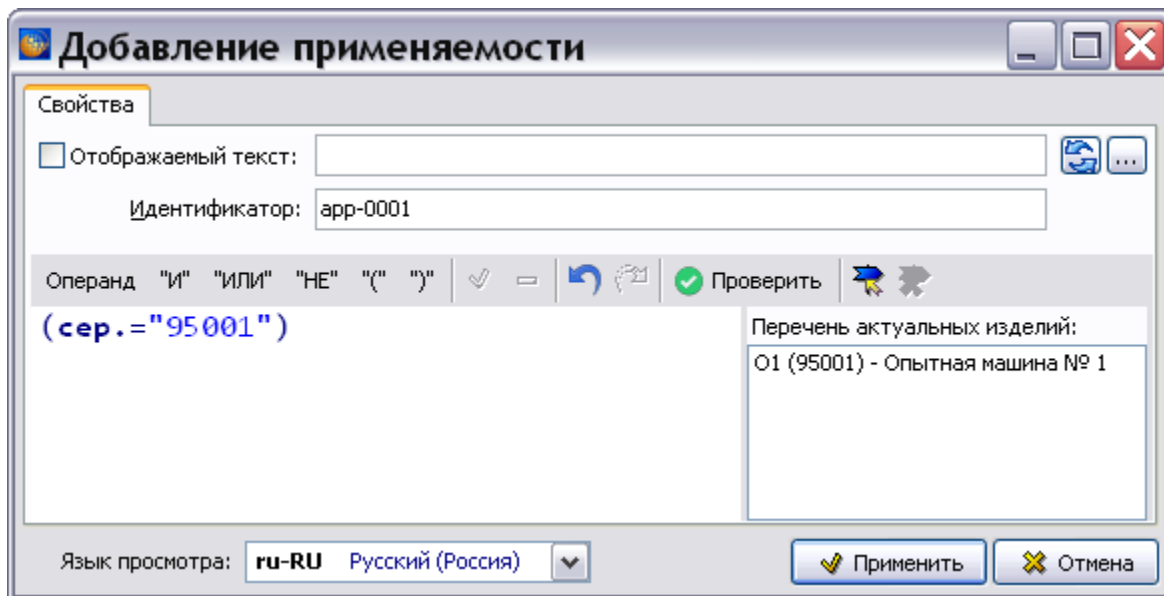 Добавление применяемости
Свойства
Отображаемый текст:
...
Идентификатор: app-0001
Операнд "И" "ИЛИ" "НЕ" "(" ")" Проверить
(сер.="95001")
Перечень актуальных изделий:
О1 (95001) - Опытная машина № 1
Язык просмотра: ru-RU Русский (Россия)
Применить
Отмена